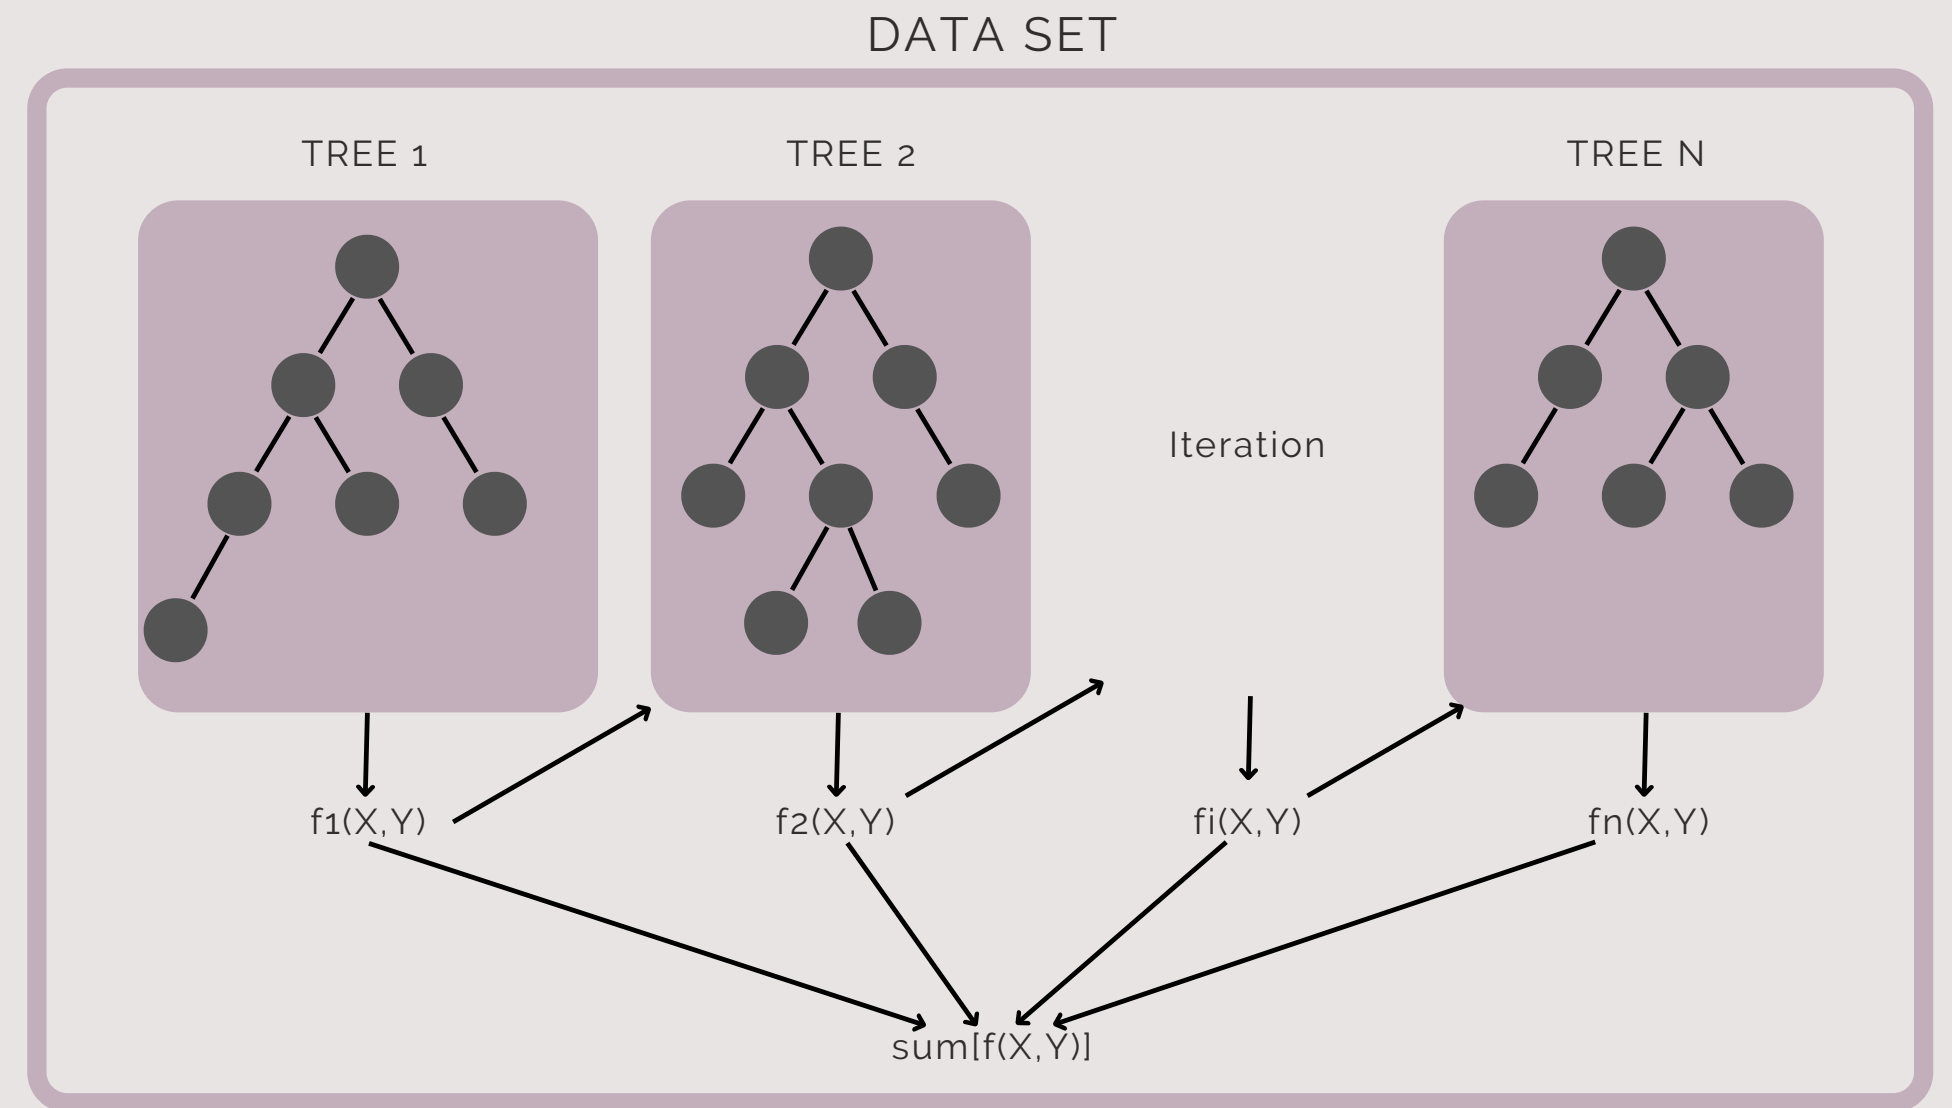 DATA SET
TREE 1
TREE 2
TREE N
Iteration
f1(X,Y)
f2(X,Y)
fi(X,Y)
fn(X,Y)
sum[f(X,Y)]